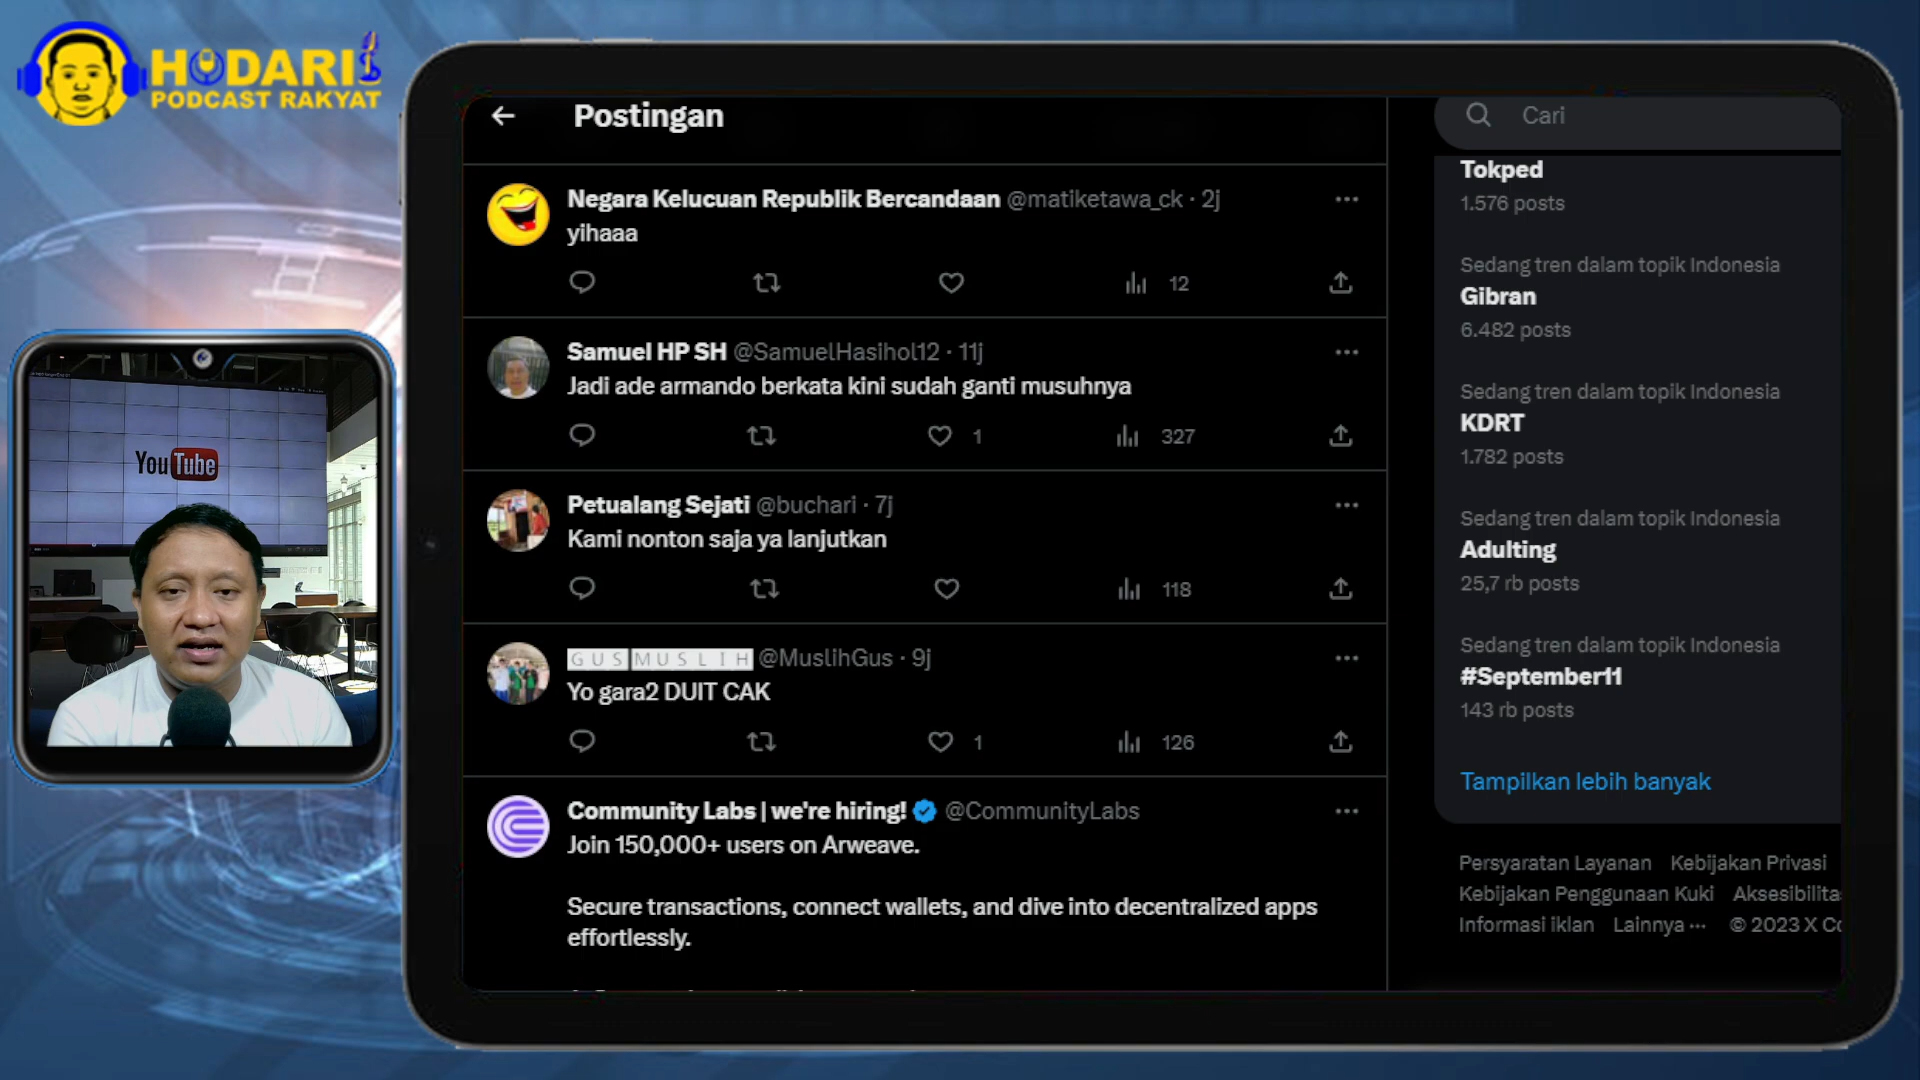 HODARI
PODCAST RAKYAT
YouTube
Postingan
Negara Kelucuan Republik Bercandaan @matiketawa_ck · 2j
yihaaa
12
Samuel HP SH @SamuelHasihol12 · 11j
Jadi ade armando berkata kini sudah ganti musuhnya
1 327
Petualang Sejati @buchari · 7j
Kami nonton saja ya lanjutkan
118
GUS MUSLIH @MuslihGus · 9j
Yo gara2 DUIT CAK
1 126
Community Labs | we're hiring! @CommunityLabs
Join 150,000+ users on Arweave.
Secure transactions, connect wallets, and dive into decentralized apps
effortlessly.
Cari
Tokped
1.576 posts
Sedang tren dalam topik Indonesia
Gibran
6.482 posts
Sedang tren dalam topik Indonesia
KDRT
1.782 posts
Sedang tren dalam topik Indonesia
Adulting
25,7 rb posts
Sedang tren dalam topik Indonesia
#September11
143 rb posts
Tampilkan lebih banyak
Persyaratan Layanan Kebijakan Privasi
Kebijakan Penggunaan Kuki Aksesibilita
Informasi iklan Lainnya ··· © 2023 X Co